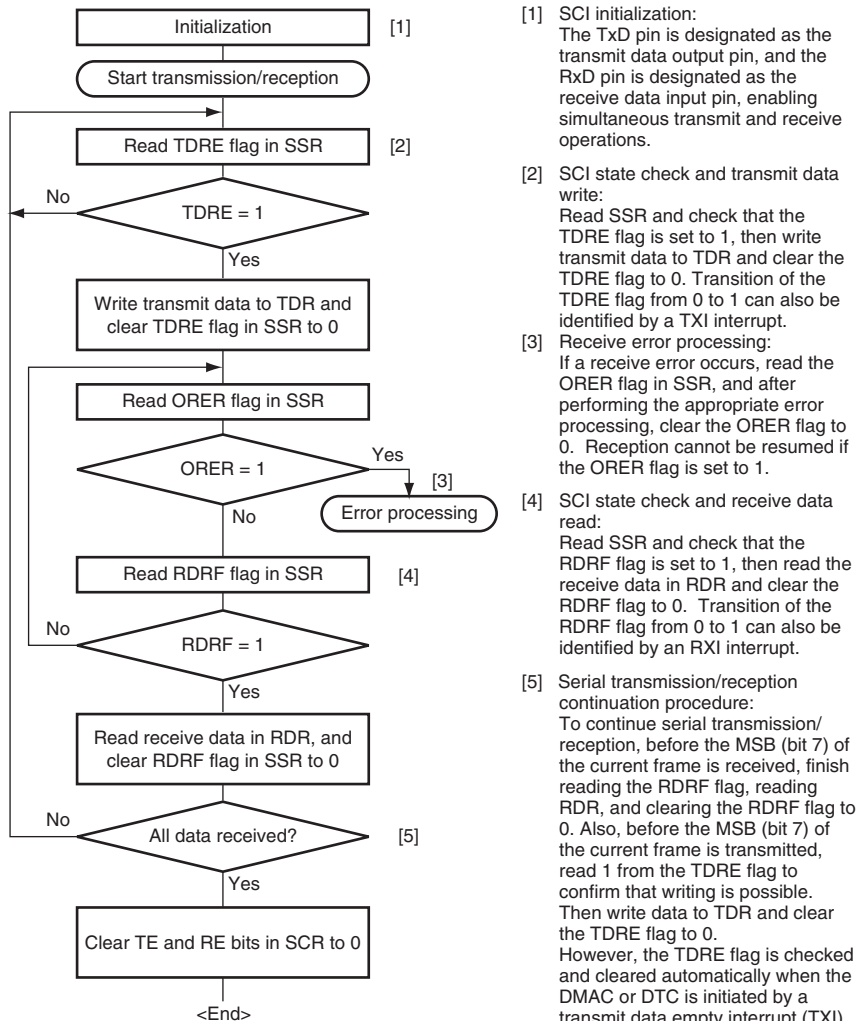 Initialization
[1]
Start transmission/reception
Read TDRE flag in SSR
[2]
No
TDRE = 1
Yes
Write transmit data to TDR and
clear TDRE flag in SSR to 0
Read ORER flag in SSR
ORER = 1
Yes
[3]
No
Error processing
Read RDRF flag in SSR
[4]
No
RDRF = 1
Yes
Read receive data in RDR, and
clear RDRF flag in SSR to 0
No
All data received?
[5]
Yes
Clear TE and RE bits in SCR to 0
<End>
[1] SCI initialization:
The TxD pin is designated as the
transmit data output pin, and the
RxD pin is designated as the
receive data input pin, enabling
simultaneous transmit and receive
operations.
[2] SCI state check and transmit data
write:
Read SSR and check that the
TDRE flag is set to 1, then write
transmit data to TDR and clear the
TDRE flag to 0. Transition of the
TDRE flag from 0 to 1 can also be
identified by a TXI interrupt.
[3] Receive error processing:
If a receive error occurs, read the
ORER flag in SSR, and after
performing the appropriate error
processing, clear the ORER flag to
0. Reception cannot be resumed if
the ORER flag is set to 1.
[4] SCI state check and receive data
read:
Read SSR and check that the
RDRF flag is set to 1, then read the
receive data in RDR and clear the
RDRF flag to 0. Transition of the
RDRF flag from 0 to 1 can also be
identified by an RXI interrupt.
[5] Serial transmission/reception
continuation procedure:
To continue serial transmission/
reception, before the MSB (bit 7) of
the current frame is received, finish
reading the RDRF flag, reading
RDR, and clearing the RDRF flag to
0. Also, before the MSB (bit 7) of
the current frame is transmitted,
read 1 from the TDRE flag to
confirm that writing is possible.
Then write data to TDR and clear
the TDRE flag to 0.
However, the TDRE flag is checked
and cleared automatically when the
DMAC or DTC is initiated by a
transmit data empty interrupt (TXI)